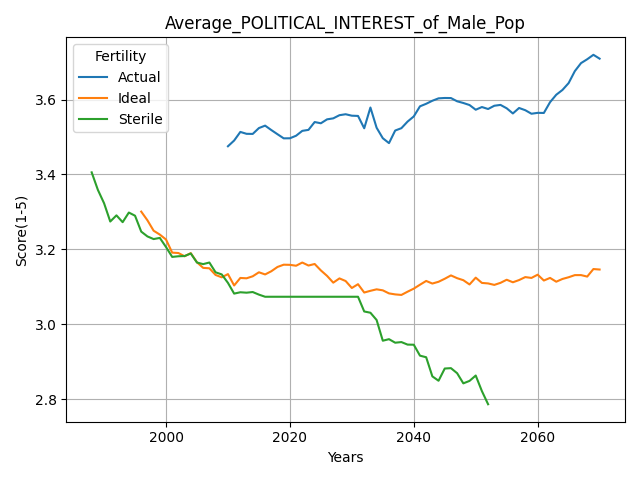 Average_POLITICAL_INTEREST_of_Male_Pop
Fertility
Actual
Ideal
Sterile
Score(1-5)
3.6
3.4
3.2
3.0
2.8
2000 2020 2040 2060
Years